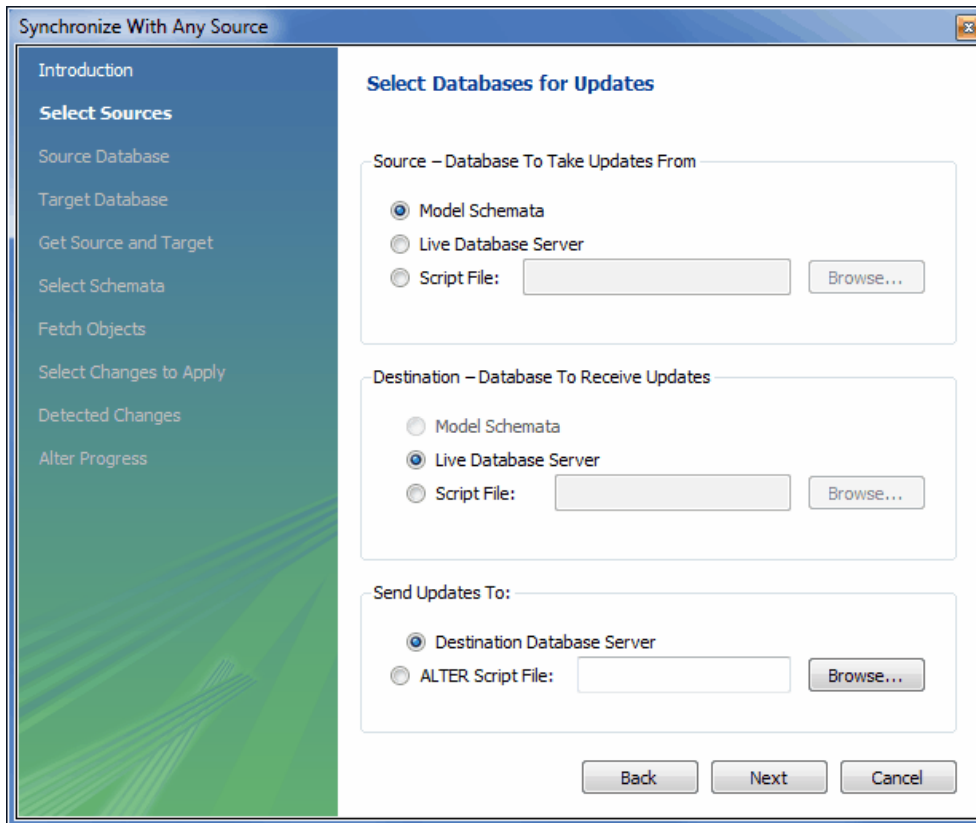 Synchronize With Any Source
Introduction
Select Sources
Source Database
Target Database
Get Source and Target
Select Schemata
Fetch Objects
Select Changes to Apply
Detected Changes
Alter Progress
Select Databases for Updates
Source – Database To Take Updates From
Model Schemata
Live Database Server
Script File:
Browse...
Destination – Database To Receive Updates
Model Schemata
Live Database Server
Script File:
Browse...
Send Updates To:
Destination Database Server
ALTER Script File:
Browse...
Back
Next
Cancel